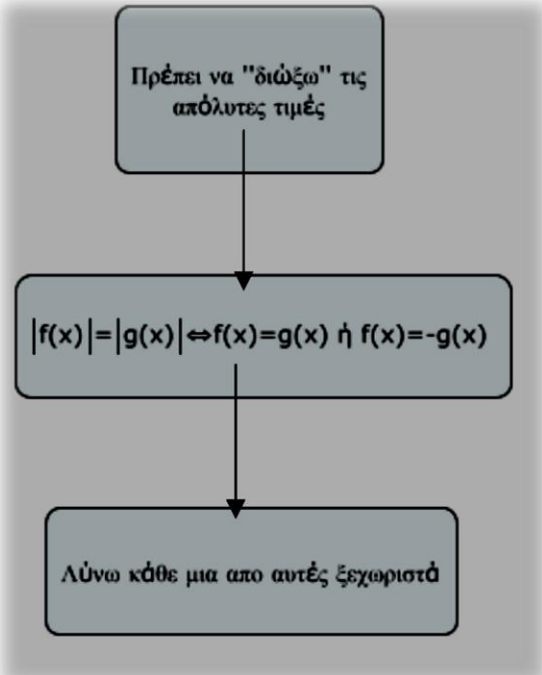 Πρέπει να "διώξω" τις
απόλυτες τιμές
|f(x)|=|g(x)|⇔f(x)=g(x) ή f(x)=-g(x)
Λύνω κάθε μια απο αυτές ξεχωριστά